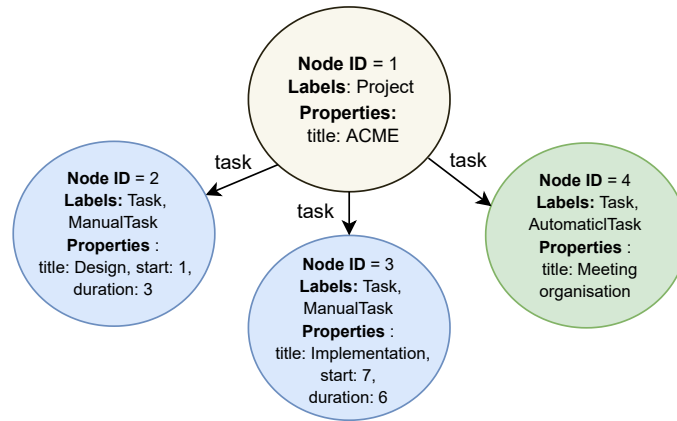 Node ID = 1
Labels: Project
Properties:
title: ACME
task
task
task
Node ID = 2
Labels: Task,
ManualTask
Properties :
title: Design, start: 1,
duration: 3
Node ID = 3
Labels: Task,
ManualTask
Properties :
title: Implementation,
start: 7,
duration: 6
Node ID = 4
Labels: Task,
AutomaticlTask
Properties :
title: Meeting
organisation